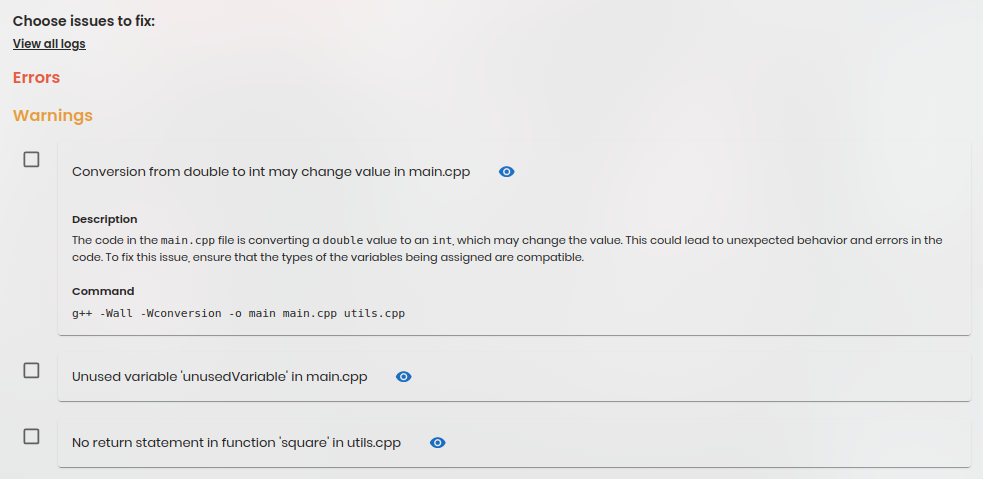 Choose issues to fix:
View all logs
Errors
Warnings
Conversion from double to int may change value in main.cpp
Description
The code in the main.cpp file is converting a double value to an int, which may change the value. This could lead to unexpected behavior and errors in the
code. To fix this issue, ensure that the types of the variables being assigned are compatible.
Command
g++ -Wall -Wconversion -o main main.cpp utils.cpp
Unused variable 'unusedVariable' in main.cpp
No return statement in function 'square' in utils.cpp